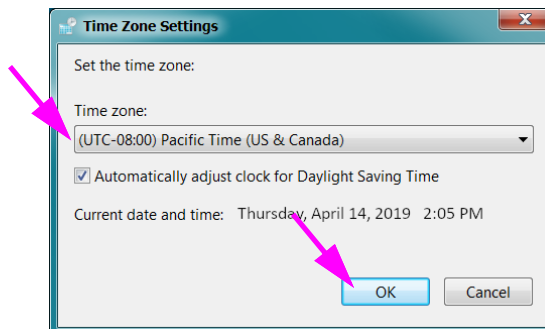 Time Zone Settings
Set the time zone:
Time zone:
(UTC-08:00) Pacific Time (US & Canada)
Automatically adjust clock for Daylight Saving Time
Current date and time: Thursday, April 14, 2019 2:05 PM
OK Cancel